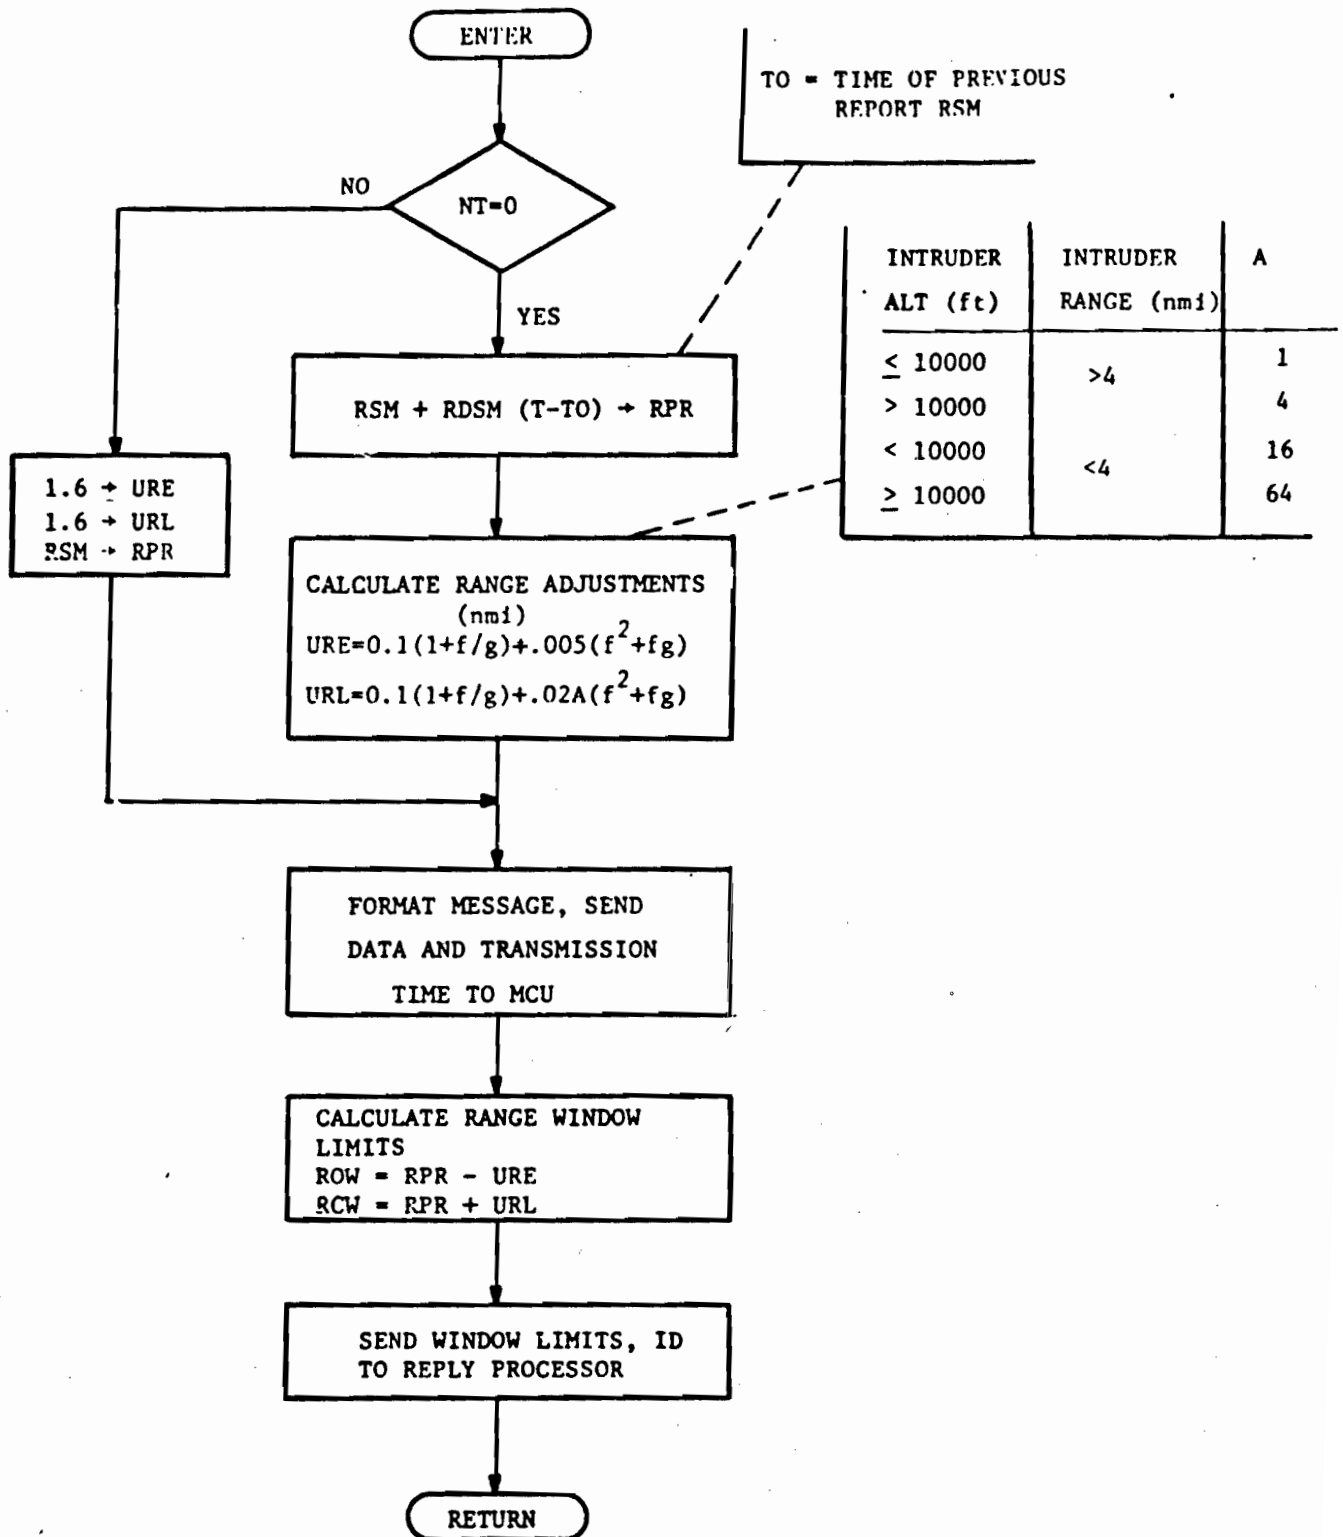 ENTER
TO = TIME OF PREVIOUS
REPORT RSM
NO
NT=0
YES
INTRUDER ALT (ft)
INTRUDER RANGE (nmi)
A
≤ 10000
>4
1
> 10000
4
< 10000
<4
16
≥ 10000
64
RSM + RDSM (T-TO) → RPR
1.6 → URE
1.6 → URL
RSM → RPR
CALCULATE RANGE ADJUSTMENTS
(nmi)
URE=0.1(1+f/g)+.005(f²+fg)
URL=0.1(1+f/g)+.02A(f²+fg)
FORMAT MESSAGE, SEND
DATA AND TRANSMISSION
TIME TO MCU
CALCULATE RANGE WINDOW
LIMITS
ROW = RPR - URE
RCW = RPR + URL
SEND WINDOW LIMITS, ID
TO REPLY PROCESSOR
RETURN